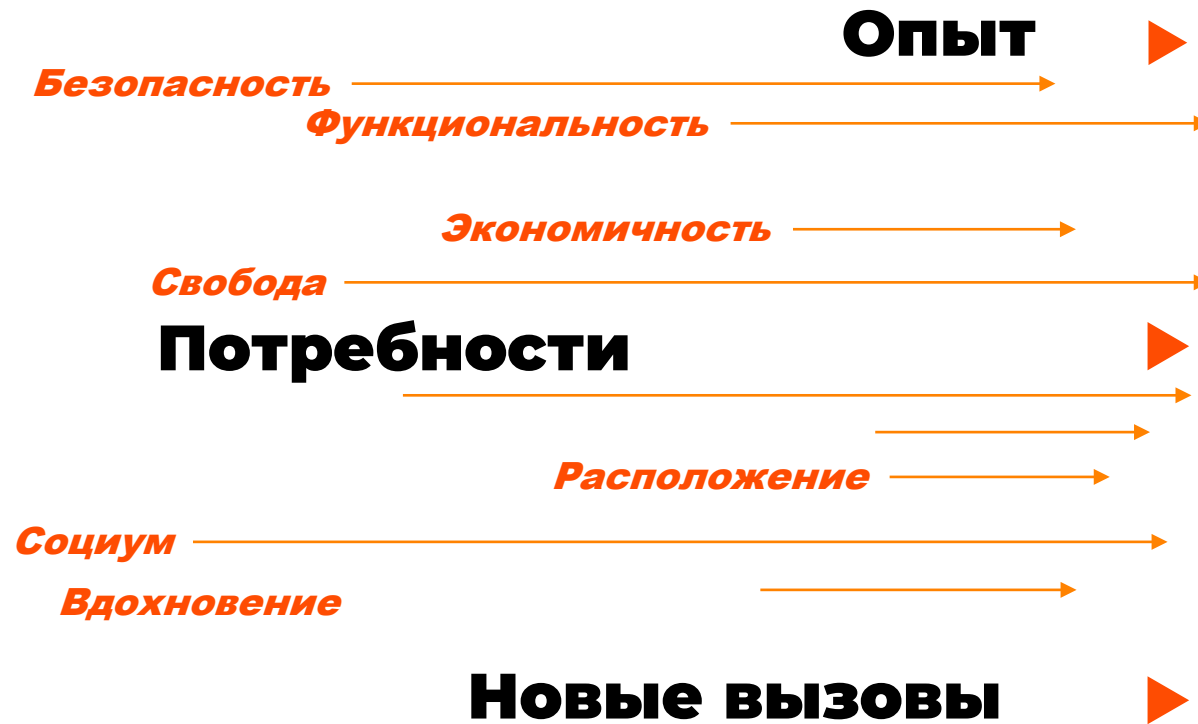 Опыт
Безопасность
Функциональность
Экономичность
Свобода
Потребности
Расположение
Социум
Вдохновение
Новые вызовы